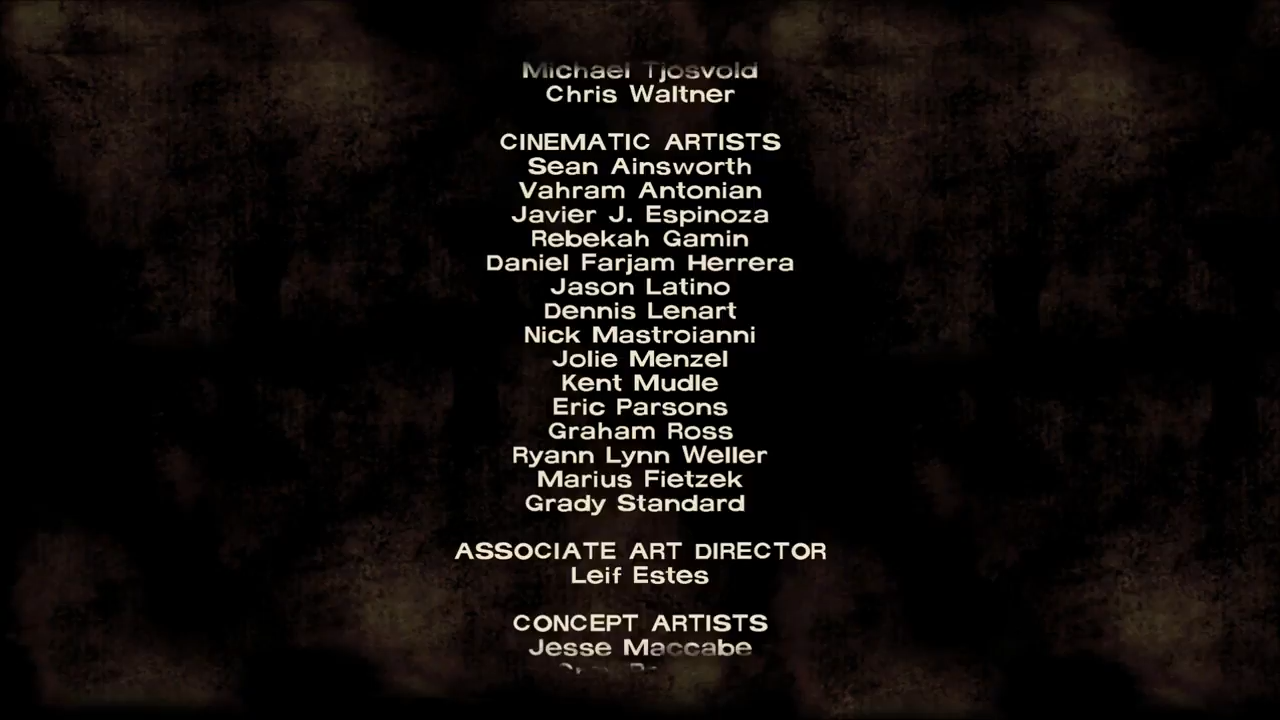 Michael Tjosvold
Chris Waltner
CINEMATIC ARTISTS
Sean Ainsworth
Vahram Antonian
Javier J. Espinoza
Rebekah Gamin
Daniel Farjam Herrera
Jason Latino
Dennis Lenart
Nick Mastroianni
Jolie Menzel
Kent Mudle
Eric Parsons
Graham Ross
Ryann Lynn Weller
Marius Fietzek
Grady Standard
ASSOCIATE ART DIRECTOR
Leif Estes
CONCEPT ARTISTS
Jesse Maccabe